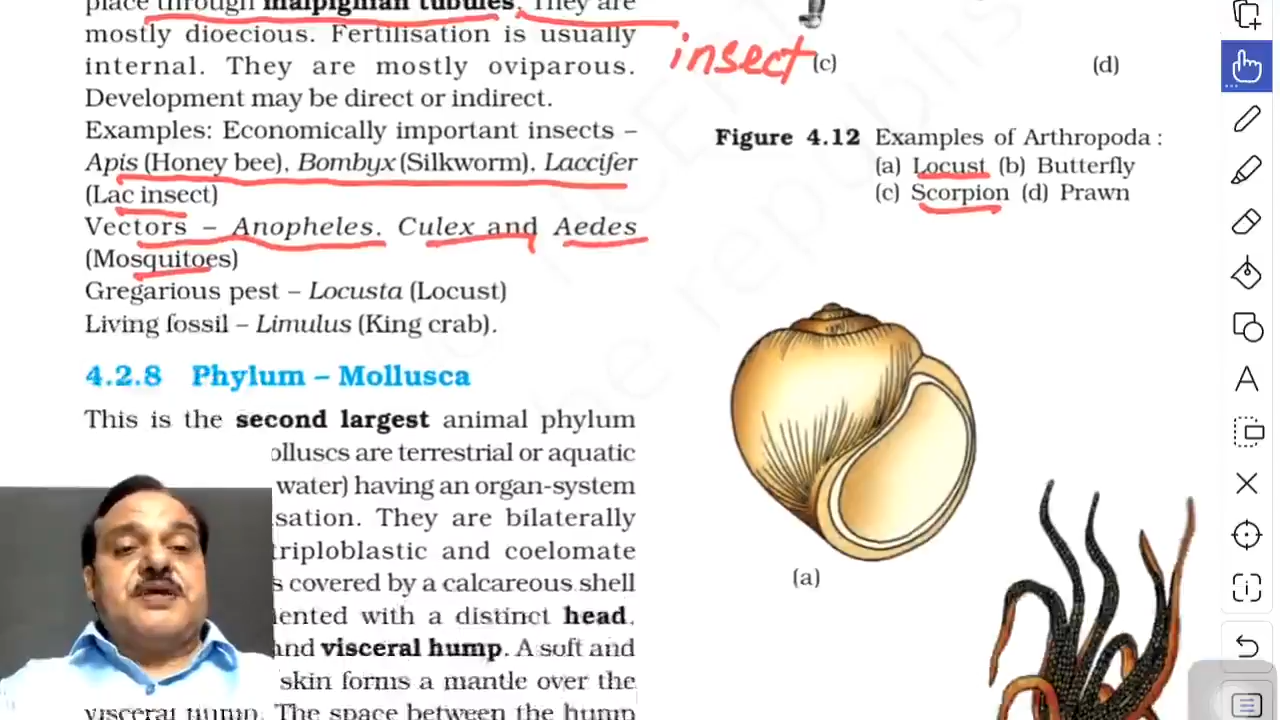 place through malpighian tubules. They are
mostly dioecious. Fertilisation is usually
internal. They are mostly oviparous.
Development may be direct or indirect.
Examples: Economically important insects –
Apis (Honey bee), Bombyx (Silkworm), Laccifer
(Lac insect)
Vectors – Anopheles, Culex and Aedes
(Mosquitoes)
Gregarious pest – Locusta (Locust)
Living fossil – Limulus (King crab).
4.2.8 Phylum – Mollusca
This is the second largest animal phylum
olluscs are terrestrial or aquatic
water) having an organ-system
sation. They are bilaterally
triploblastic and coelomate
s covered by a calcareous shell
ented with a distinct head,
and visceral hump. A soft and
skin forms a mantle over the
visceral hump. The space between the hump
insect
(c)
(d)
Figure 4.12 Examples of Arthropoda :
(a) Locust (b) Butterfly
(c) Scorpion (d) Prawn
(a)